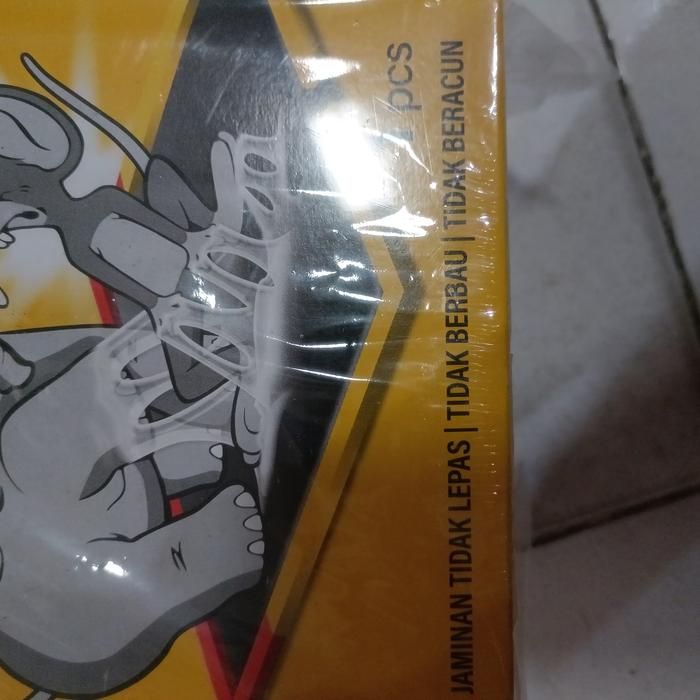 pcs
JAMINAN TIDAK LEPAS | TIDAK BERBAU | TIDAK BERACUN